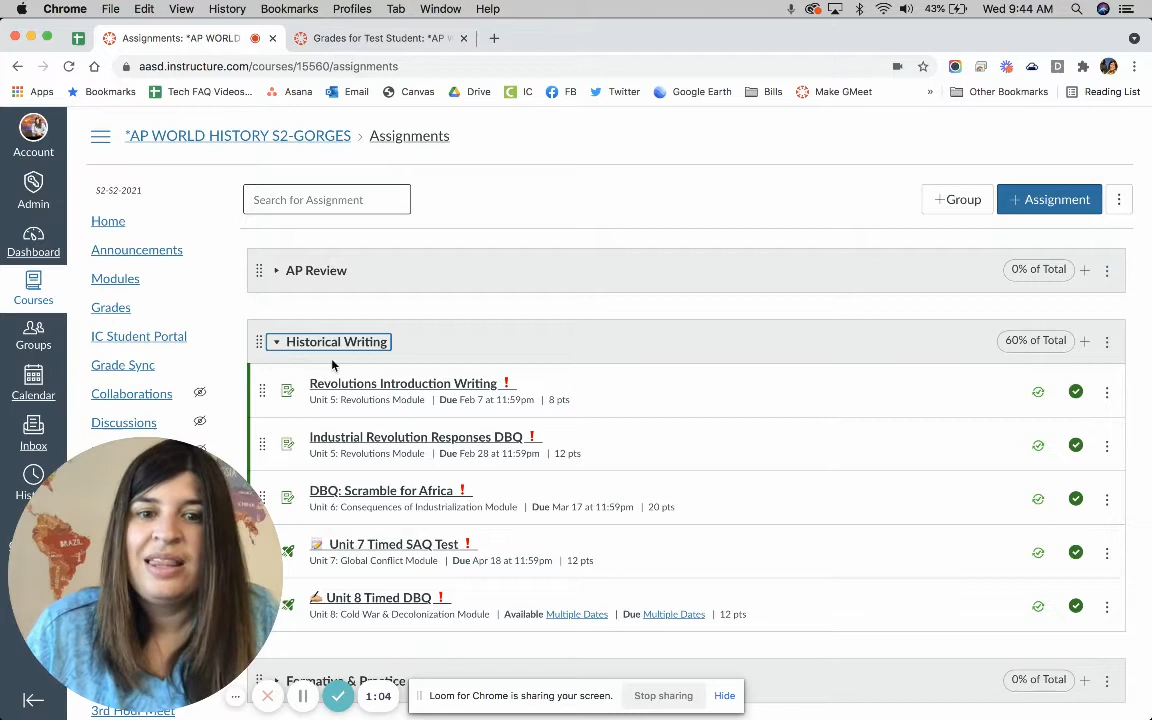 Chrome File Edit View History Bookmarks Profiles Tab Window Help 43% Wed 9:44 AM
Assignments: *AP WORLD Grades for Test Student: *AP W
aasd.instructure.com/courses/15560/assignments
Apps Bookmarks Tech FAQ Videos... Asana Email Canvas Drive IC FB Twitter Google Earth Bills Make GMeet » Other Bookmarks Reading List
*AP WORLD HISTORY S2-GORGES > Assignments
Account
Admin
Dashboard
Courses
Groups
Calendar
Inbox
S2-S2-2021
Home
Announcements
Modules
Grades
IC Student Portal
Grade Sync
Collaborations
Discussions
3rd Hour Meet
Search for Assignment
+Group
+ Assignment
AP Review 0% of Total
Historical Writing 60% of Total
Revolutions Introduction Writing ❗
Unit 5: Revolutions Module | Due Feb 7 at 11:59pm | 8 pts
Industrial Revolution Responses DBQ ❗
Unit 5: Revolutions Module | Due Feb 28 at 11:59pm | 12 pts
DBQ: Scramble for Africa ❗
Unit 6: Consequences of Industrialization Module | Due Mar 17 at 11:59pm | 20 pts
📝 Unit 7 Timed SAQ Test ❗
Unit 7: Global Conflict Module | Due Apr 18 at 11:59pm | 12 pts
✍ Unit 8 Timed DBQ ❗
Unit 8: Cold War & Decolonization Module | Available Multiple Dates | Due Multiple Dates | 12 pts
Formative & Practice 0% of Total
BRAZIL
1:04
Loom for Chrome is sharing your screen. Stop sharing Hide